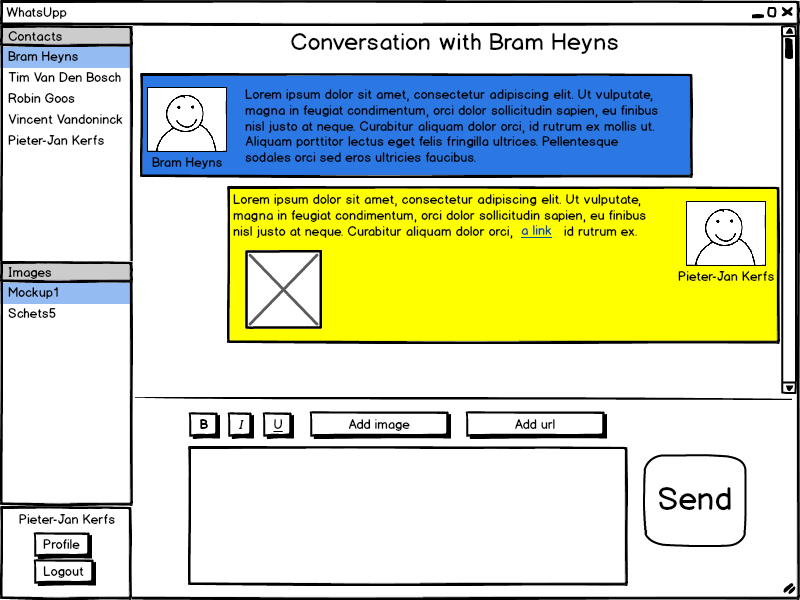 WhatsUpp
Contacts
Bram Heyns
Tim Van Den Bosch
Robin Goos
Vincent Vandoninck
Pieter-Jan Kerfs
Images
Mockup1
Schets5
Pieter-Jan Kerfs
Profile
Logout
Conversation with Bram Heyns
Bram Heyns
Lorem ipsum dolor sit amet, consectetur adipiscing elit. Ut vulputate,
magna in feugiat condimentum, orci dolor sollicitudin sapien, eu finibus
nisl justo at neque. Curabitur aliquam dolor orci, id rutrum ex mollis ut.
Aliquam porttitor lectus eget felis fringilla ultrices. Pellentesque
sodales orci sed eros ultricies faucibus.
Lorem ipsum dolor sit amet, consectetur adipiscing elit. Ut vulputate,
magna in feugiat condimentum, orci dolor sollicitudin sapien, eu finibus
nisl justo at neque. Curabitur aliquam dolor orci, a link id rutrum ex.
Pieter-Jan Kerfs
B I U Add image Add url
Send